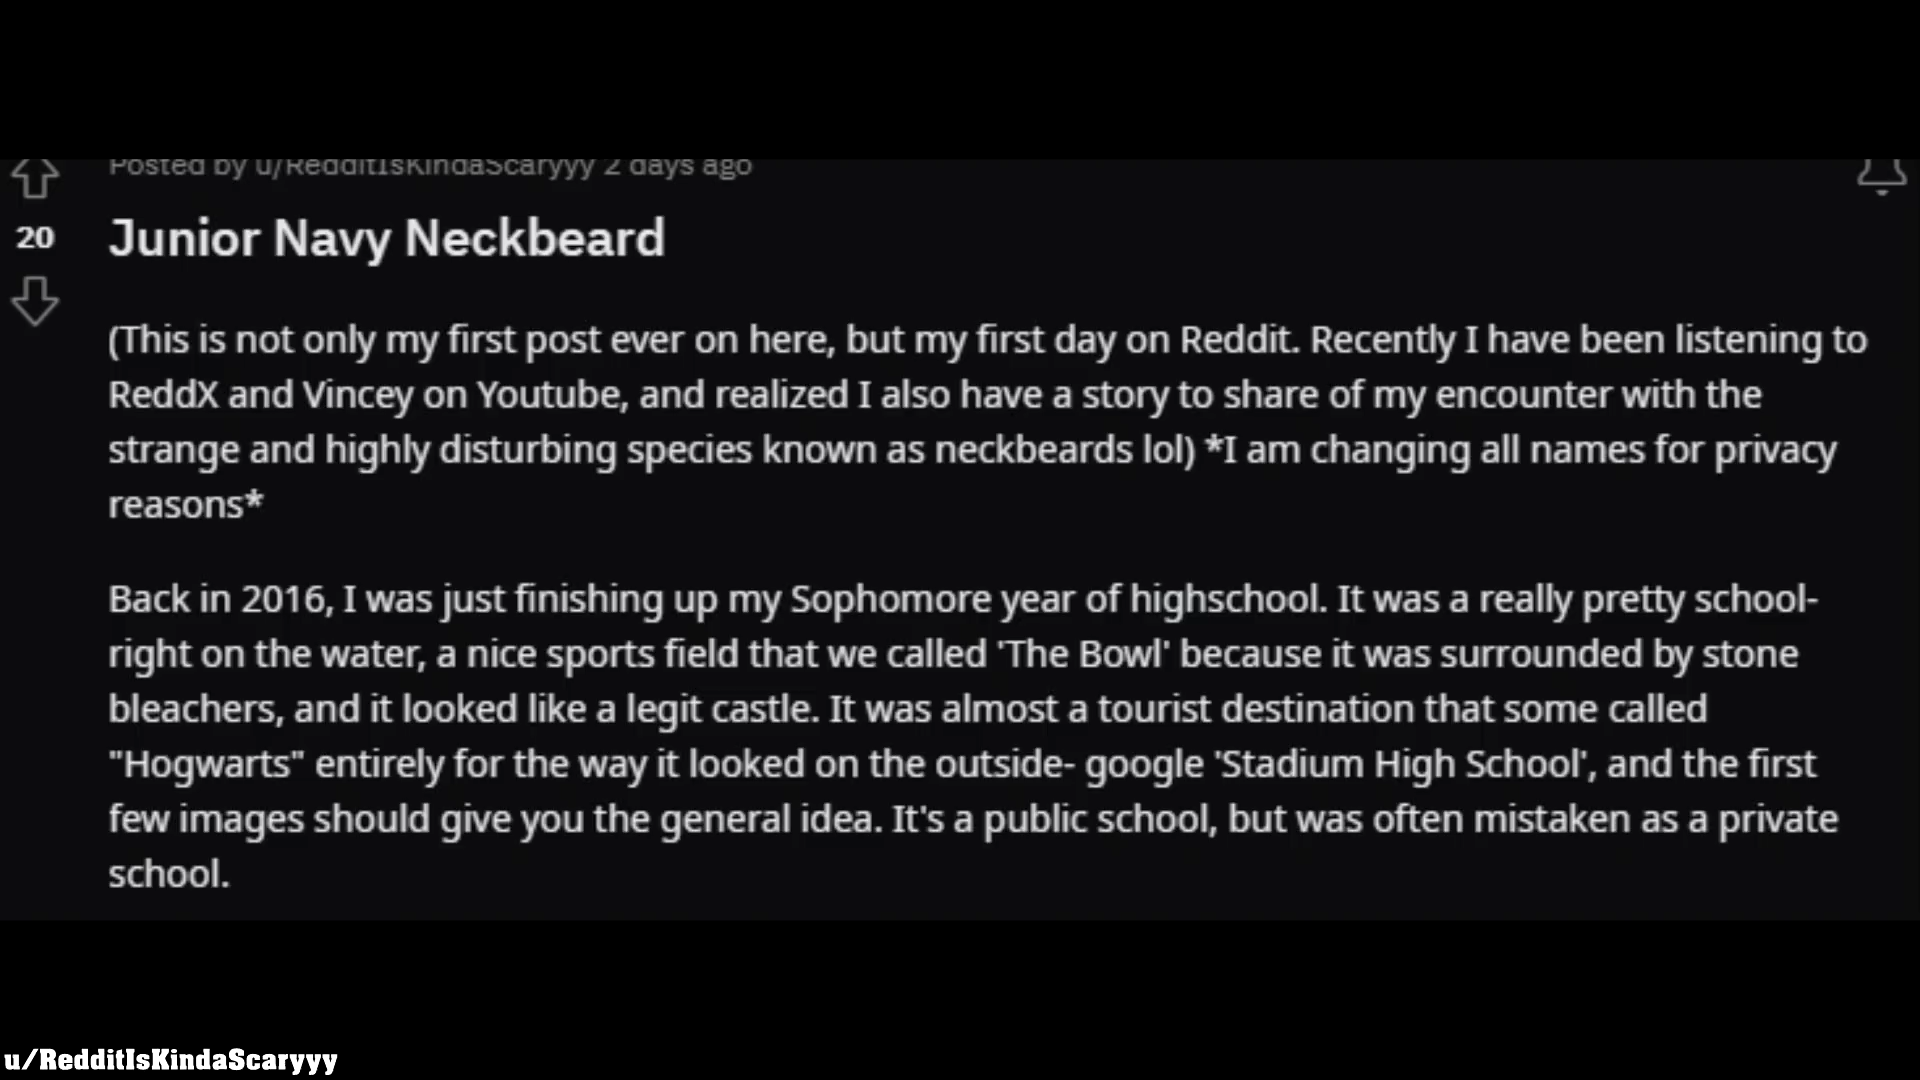 Posted by u/RedditIsKindaScaryyy 2 days ago
20
Junior Navy Neckbeard
(This is not only my first post ever on here, but my first day on Reddit. Recently I have been listening to
ReddX and Vincey on Youtube, and realized I also have a story to share of my encounter with the
strange and highly disturbing species known as neckbeards lol) *I am changing all names for privacy
reasons*
Back in 2016, I was just finishing up my Sophomore year of highschool. It was a really pretty school-
right on the water, a nice sports field that we called 'The Bowl' because it was surrounded by stone
bleachers, and it looked like a legit castle. It was almost a tourist destination that some called
"Hogwarts" entirely for the way it looked on the outside- google 'Stadium High School', and the first
few images should give you the general idea. It's a public school, but was often mistaken as a private
school.
u/RedditIsKindaScaryyy